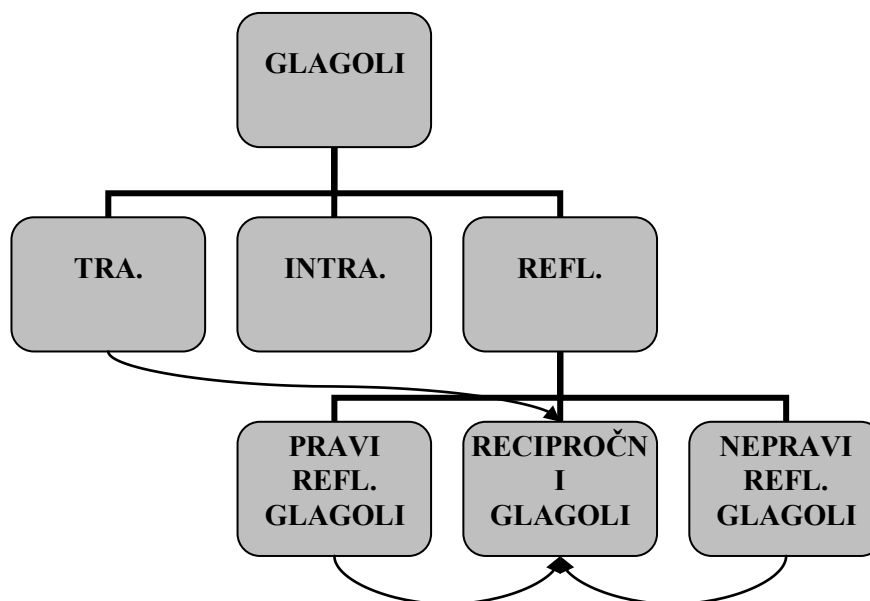 GLAGOLI
TRA.
INTRA.
REFL.
PRAVI
REFL.
GLAGOLI
RECIPROČN
I
GLAGOLI
NEPRAVI
REFL.
GLAGOLI